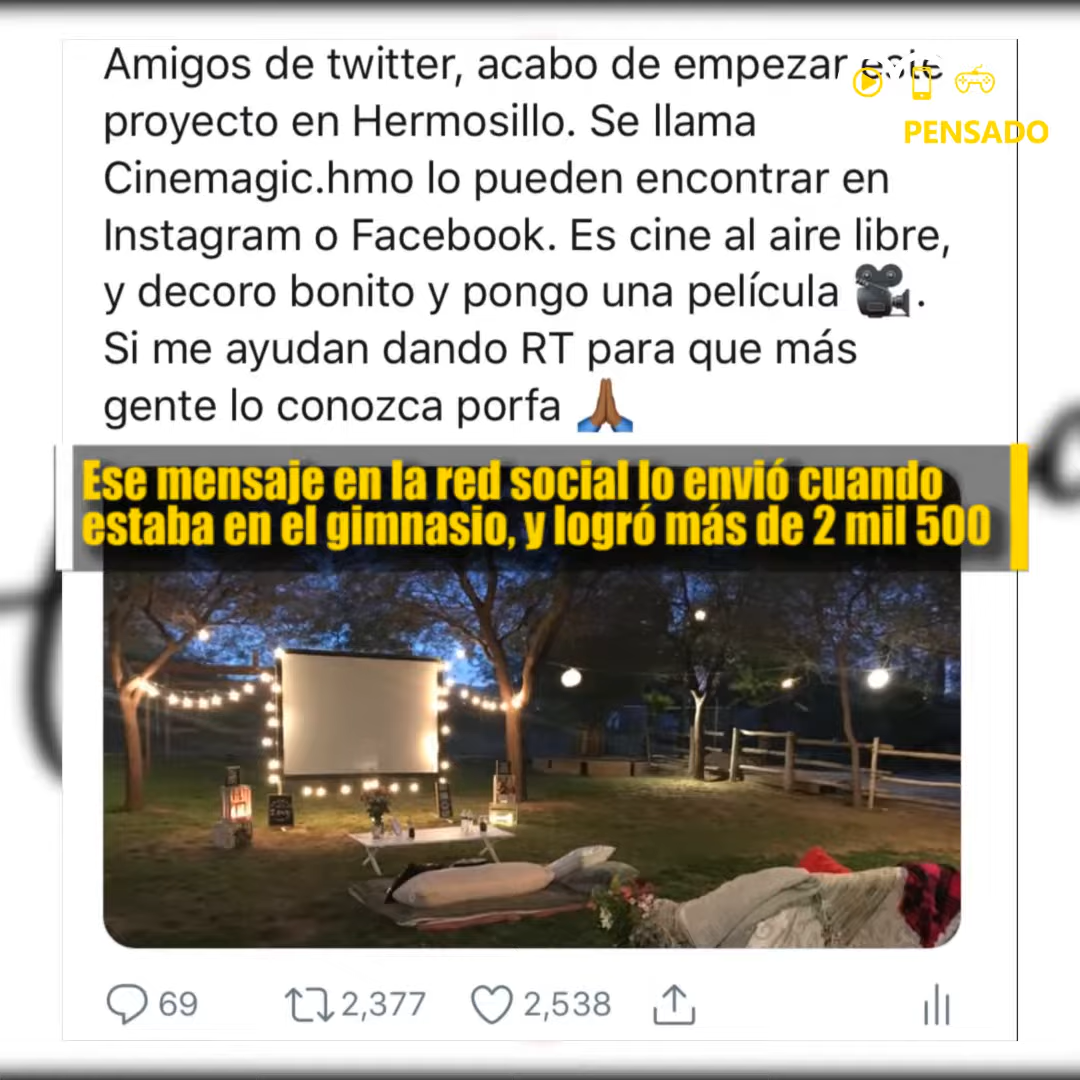 Amigos de twitter, acabo de empezar este
proyecto en Hermosillo. Se llama
Cinemagic.hmo lo pueden encontrar en
Instagram o Facebook. Es cine al aire libre,
y decoro bonito y pongo una película 🎥.
Si me ayudan dando RT para que más
gente lo conozca porfa 🙏🏾
PENSADO
Ese mensaje en la red social lo envió cuando
estaba en el gimnasio, y logró más de 2 mil 500
69 2,377 2,538